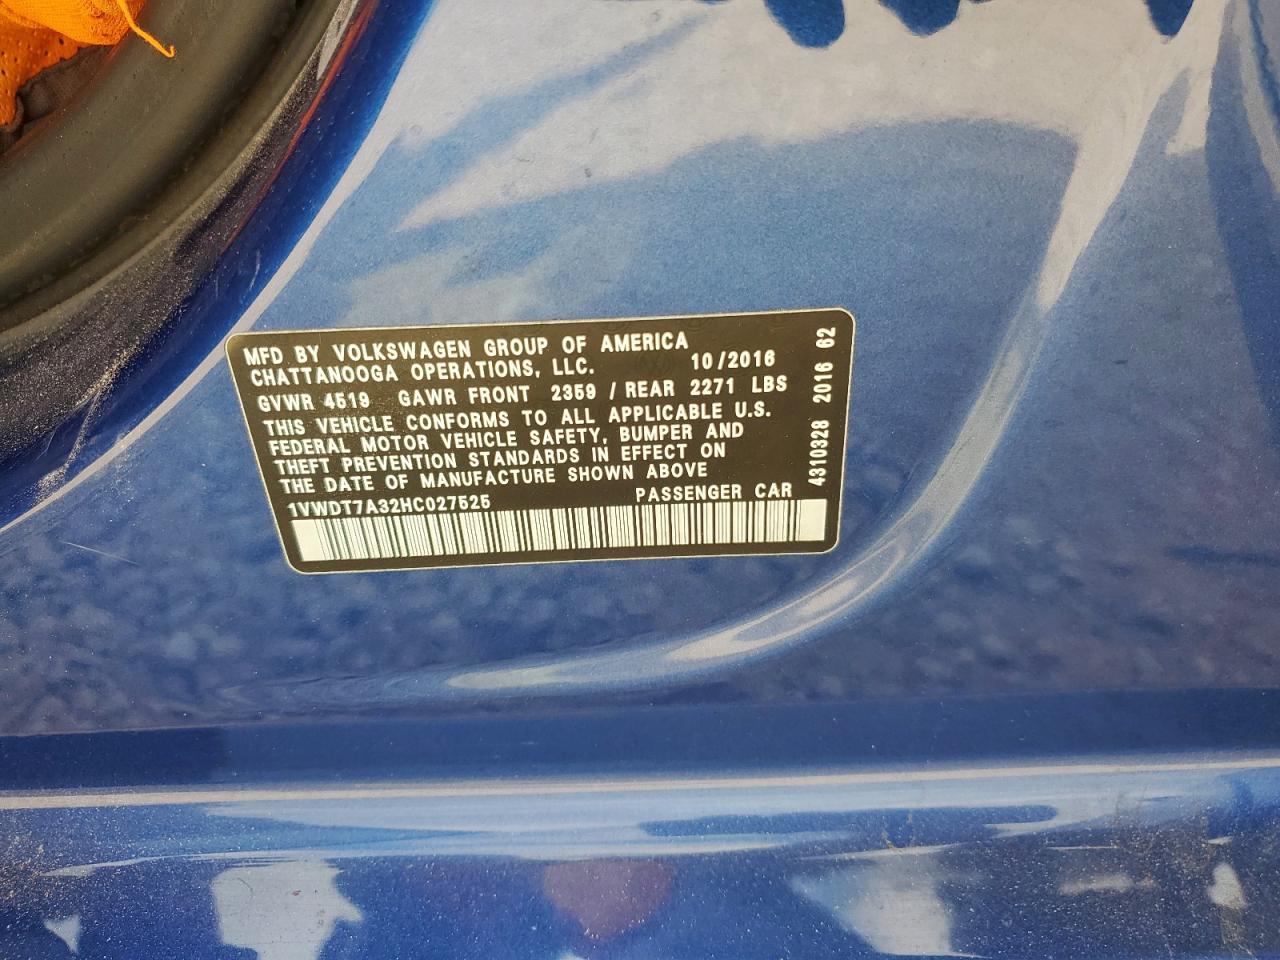 MFD BY VOLKSWAGEN GROUP OF AMERICA
CHATTANOOGA OPERATIONS, LLC. 10/2016
GVWR 4519 GAWR FRONT 2359 / REAR 2271 LBS
THIS VEHICLE CONFORMS TO ALL APPLICABLE U.S.
FEDERAL MOTOR VEHICLE SAFETY, BUMPER AND
THEFT PREVENTION STANDARDS IN EFFECT ON
THE DATE OF MANUFACTURE SHOWN ABOVE
1VWDT7A32HC027525 PASSENGER CAR
4310328 2016 62